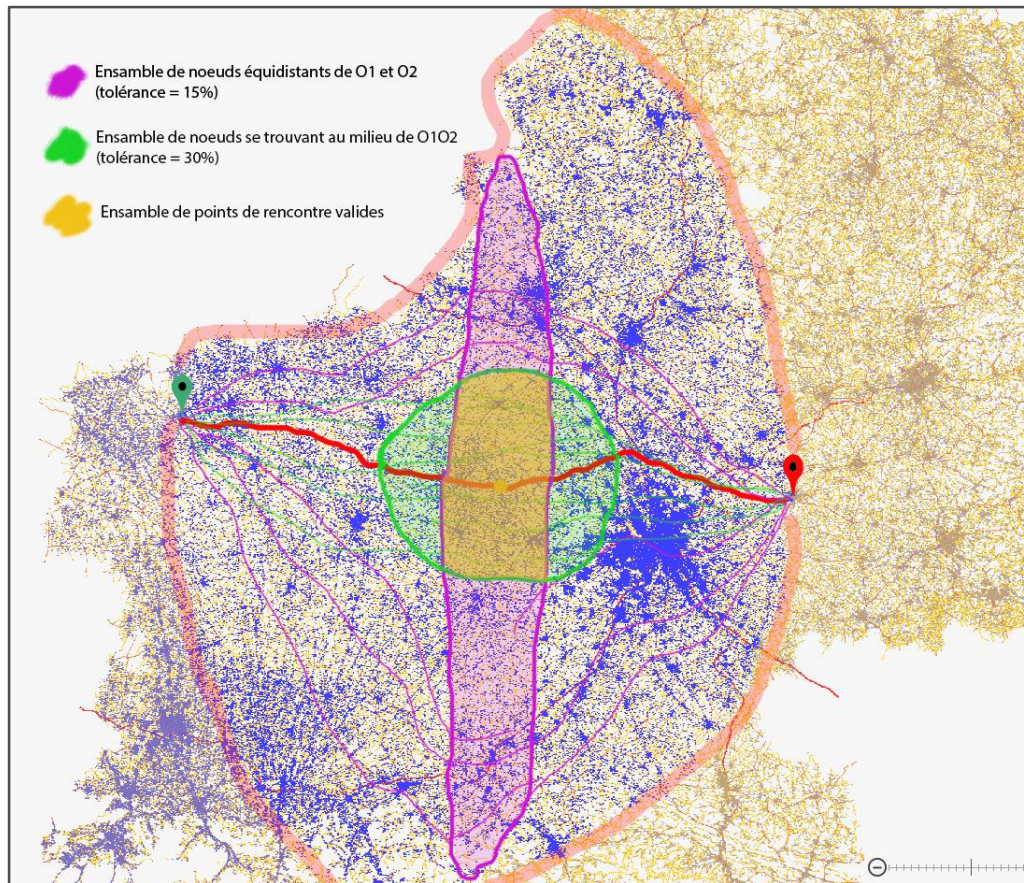 Ensamble de noeuds équidistants de O1 et O2
(tolérance = 15%)
Ensamble de noeuds se trouvant au milieu de O1O2
(tolérance = 30%)
Ensamble de points de rencontre valides